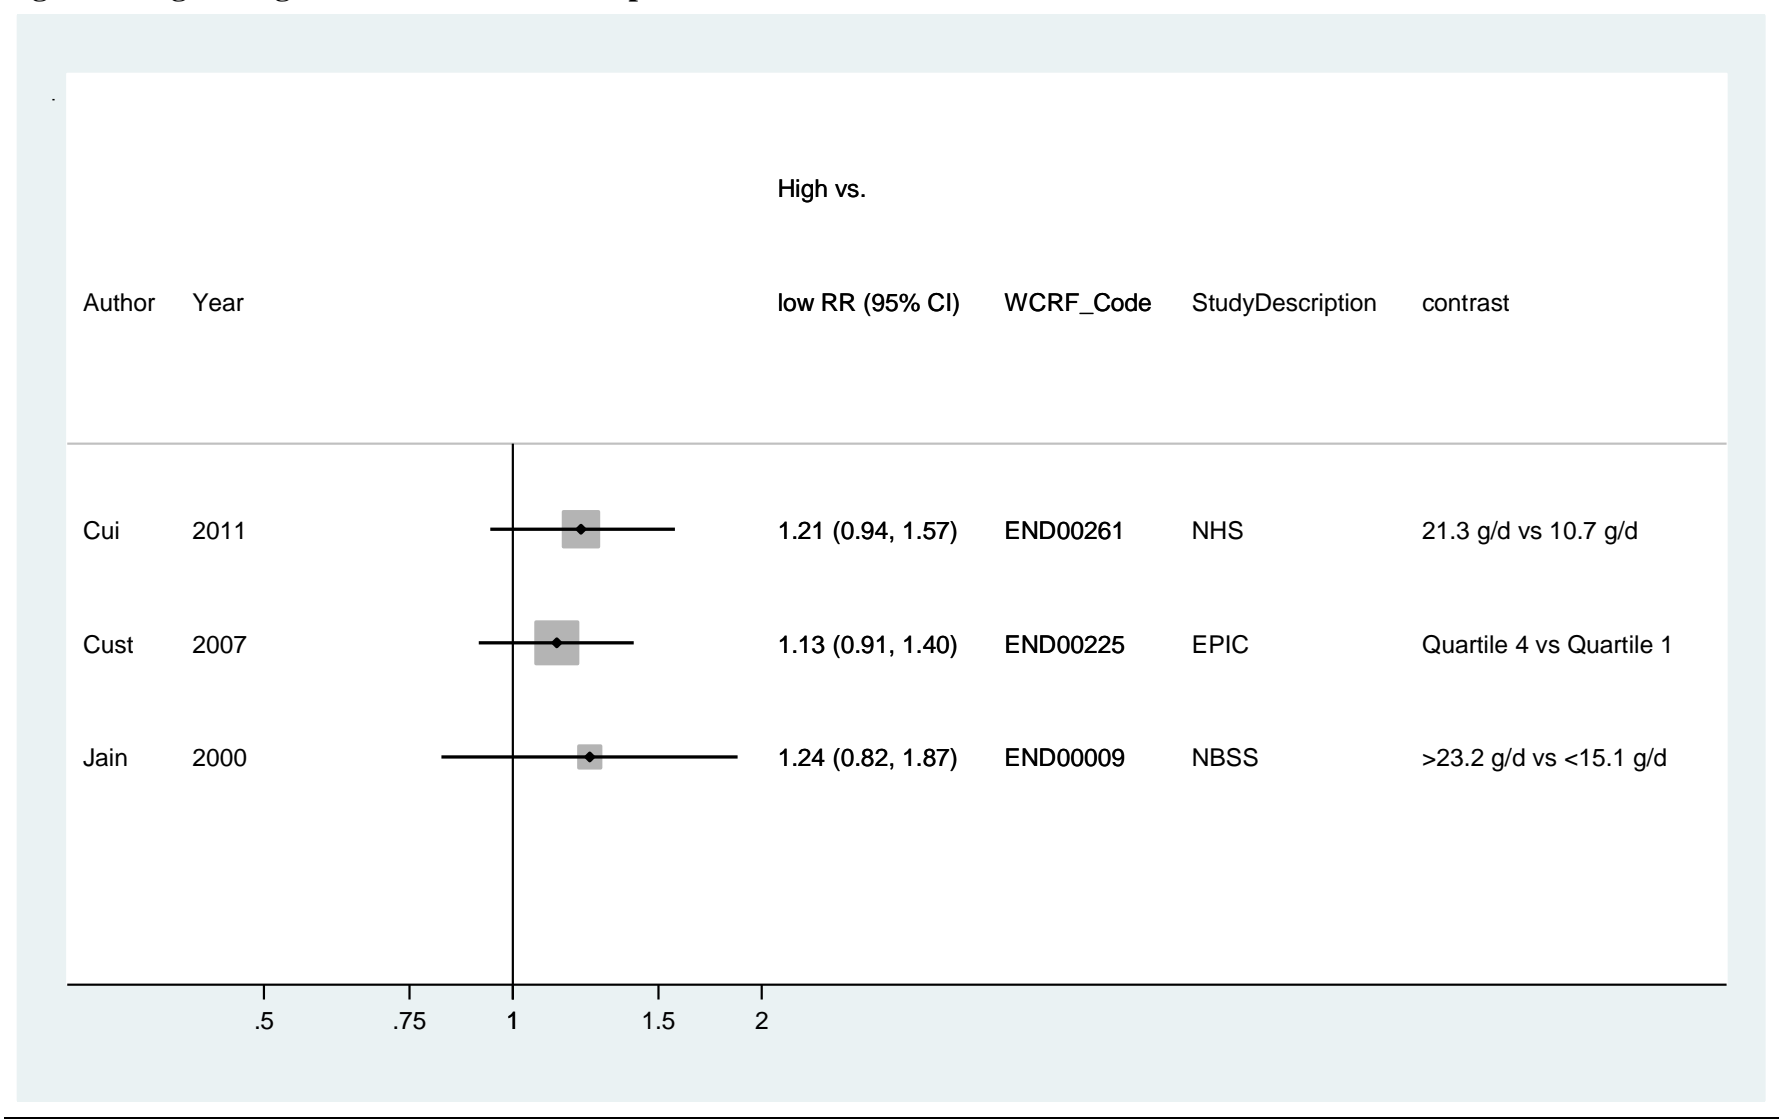 High vs.
Author Year low RR (95% CI) WCRF_Code StudyDescription contrast
Cui 2011 1.21 (0.94, 1.57) END00261 NHS 21.3 g/d vs 10.7 g/d
Cust 2007 1.13 (0.91, 1.40) END00225 EPIC Quartile 4 vs Quartile 1
Jain 2000 1.24 (0.82, 1.87) END00009 NBSS >23.2 g/d vs <15.1 g/d
.5 .75 1 1.5 2